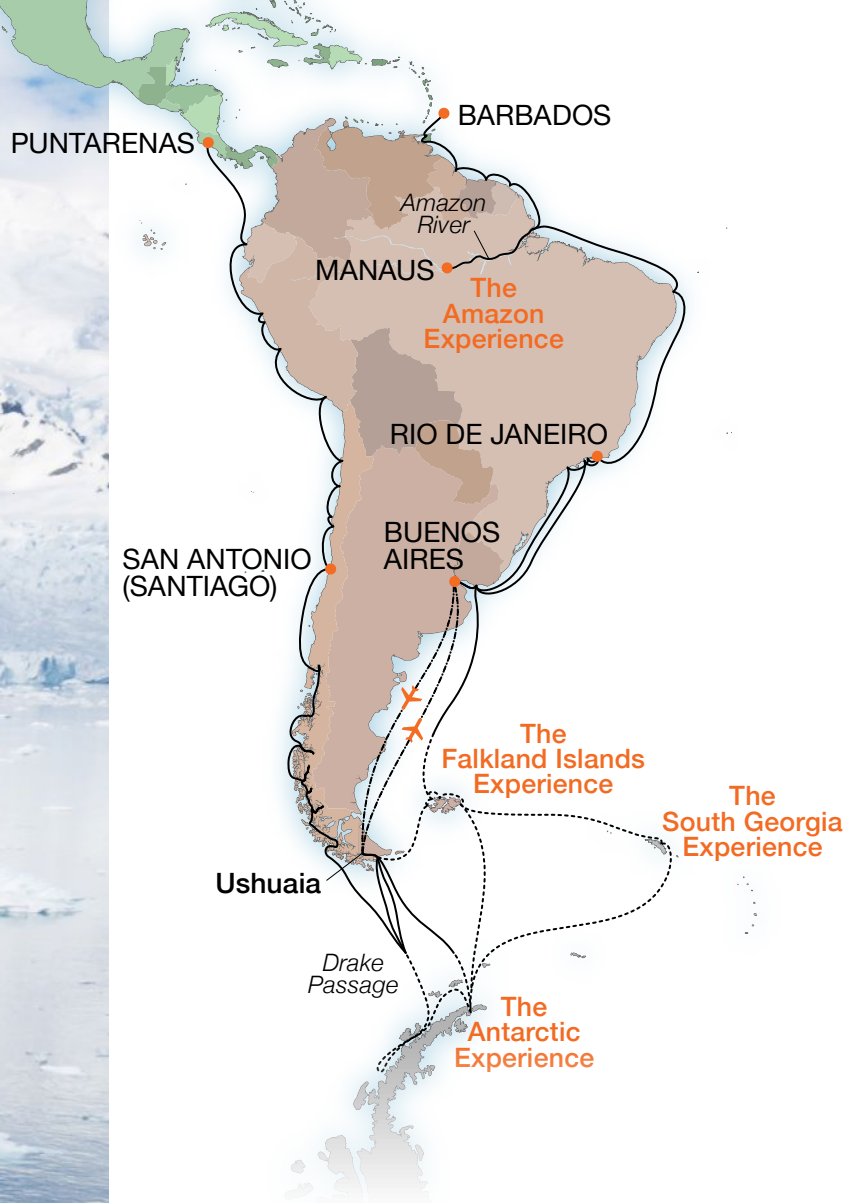 BARBADOS
PUNTARENAS
Amazon
River
MANAUS
The
Amazon
Experience
RIO DE JANEIRO
BUENOS
AIRES
SAN ANTONIO
(SANTIAGO)
The
Falkland Islands
Experience
The
South Georgia
Experience
Ushuaia
Drake
Passage
The
Antarctic
Experience